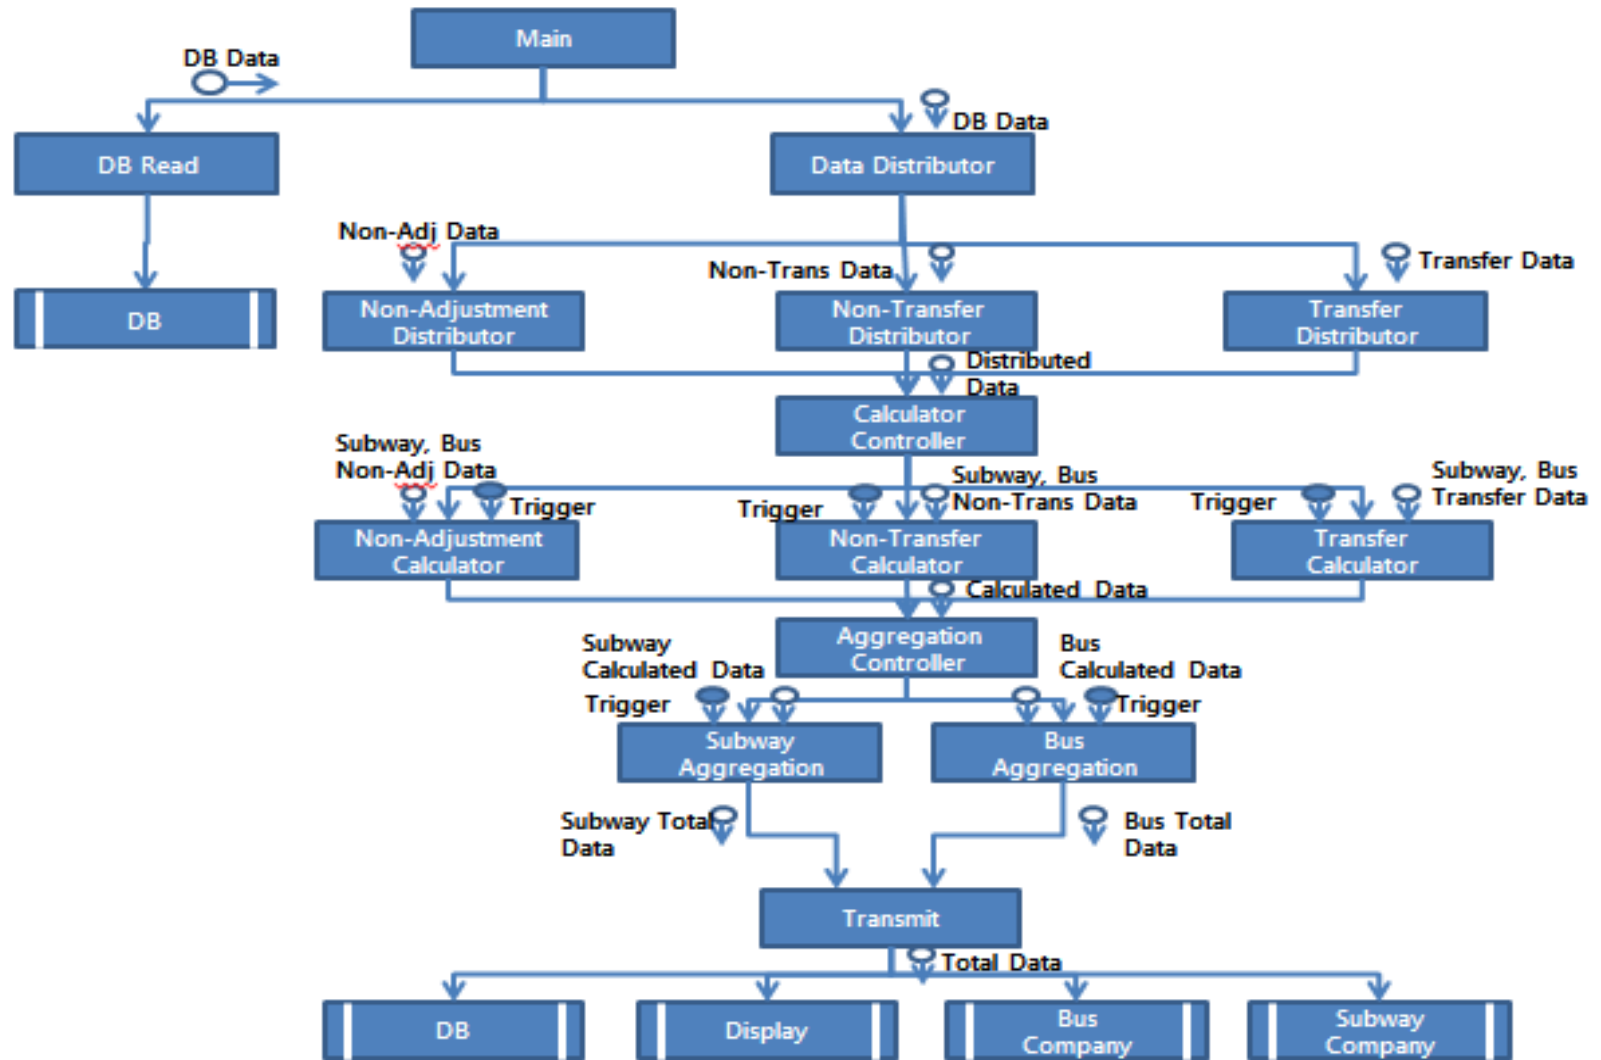 Main
DB Data
DB Data
DB Read
Data Distributor
Non-Adj Data
Non-Trans Data
Transfer Data
DB
Non-Adjustment
Distributor
Non-Transfer
Distributor
Transfer
Distributor
Distributed
Data
Calculator
Controller
Subway, Bus
Non-Adj Data
Trigger
Trigger
Subway, Bus
Non-Trans Data
Trigger
Subway, Bus
Transfer Data
Non-Adjustment
Calculator
Non-Transfer
Calculator
Transfer
Calculator
Calculated Data
Aggregation
Controller
Subway
Calculated Data
Trigger
Bus
Calculated Data
Trigger
Subway
Aggregation
Bus
Aggregation
Subway Total
Data
Bus Total
Data
Transmit
Total Data
DB
Display
Bus
Company
Subway
Company